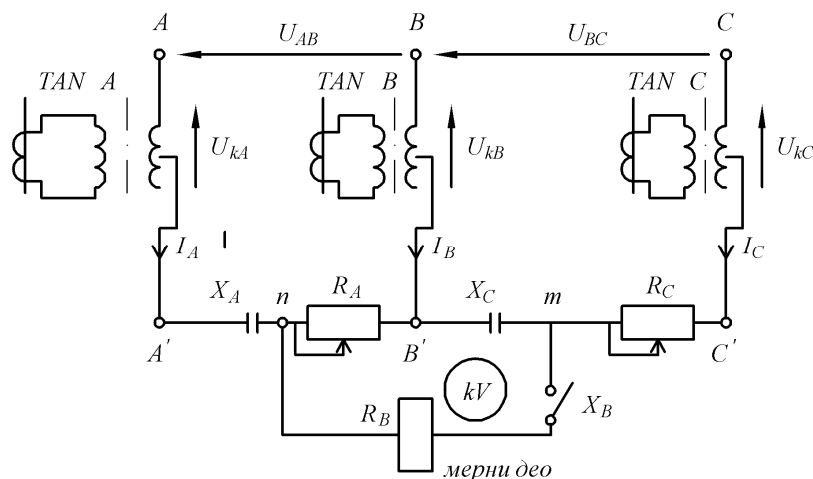 A B C
U_AB U_BC
TAN A TAN B TAN C
U_kA U_kB U_kC
I_A I_B I_C
X_A n R_A X_C m R_C
A' B' C'
kV
R_B X_B
мерни део